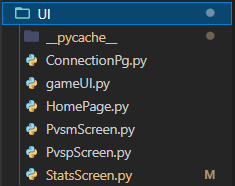 UI
__pycache__
ConnectionPg.py
gameUI.py
HomePage.py
PvsmScreen.py
PvspScreen.py
StatsScreen.py M